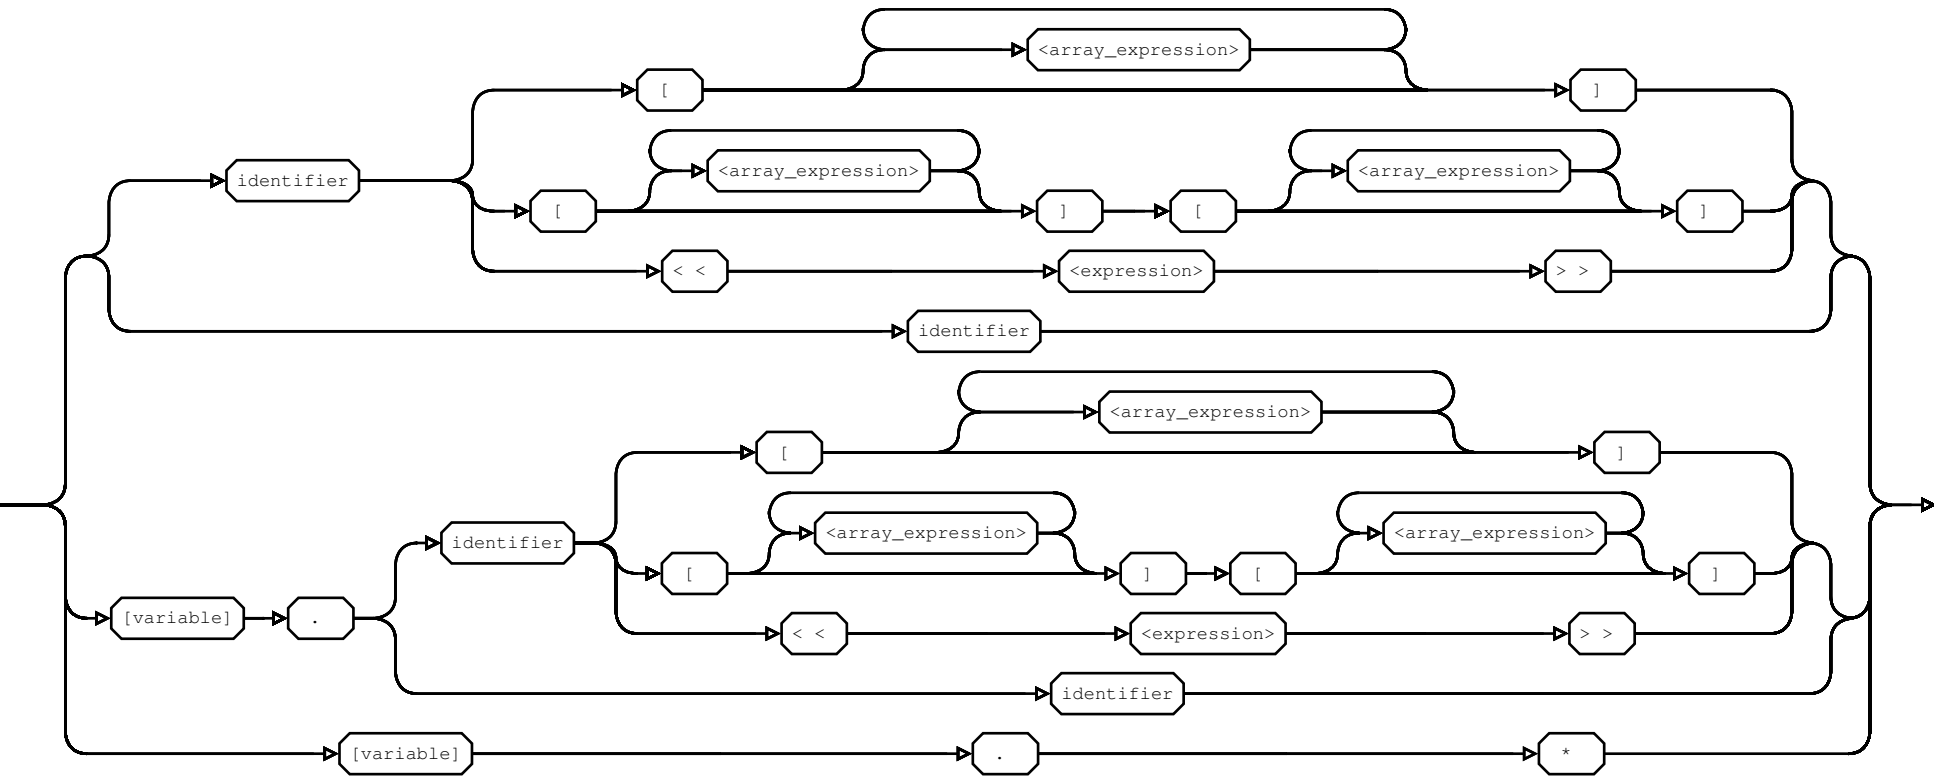 <array_expression>
[ ]
<array_expression> <array_expression>
identifier
[ ] [ ]
< < <expression> > >
identifier
<array_expression>
[ ]
<array_expression> <array_expression>
identifier
[ ] [ ]
[variable] .
< < <expression> > >
identifier
[variable] . *